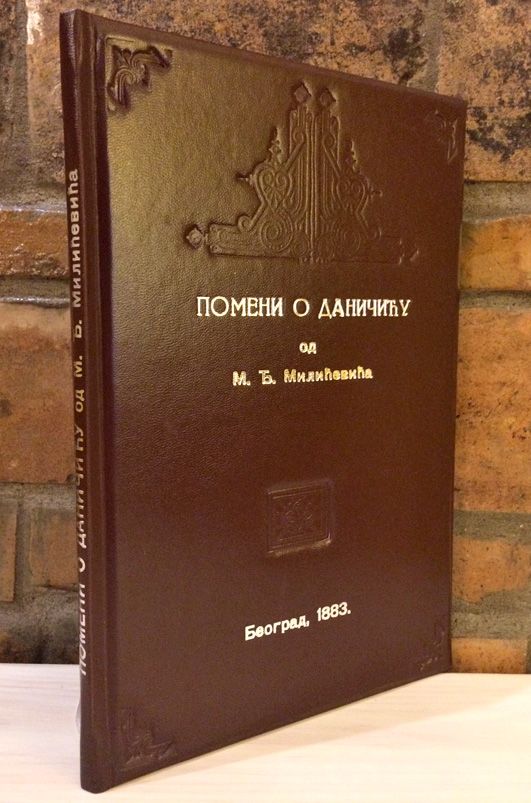 ПОМЕНИ О ДАНИЧИЋУ
од
М. Ђ. Милићевића
Београд, 1883.
ПОМЕНИ О ДАНИЧИЋУ од М. Ђ. Милићевића